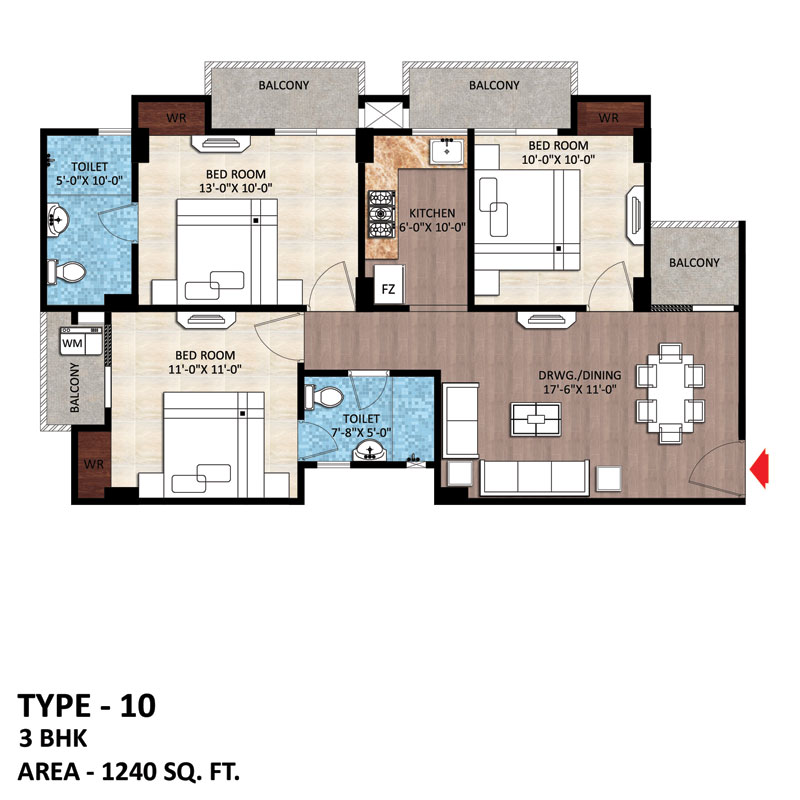 BALCONY
BALCONY
WR
WR
TOILET
5'-0"X 10'-0"
BED ROOM
13'-0"X 10'-0"
BED ROOM
10'-0"X 10'-0"
KITCHEN
6'-0"X 10'-0"
FZ
BALCONY
WM
BALCONY
BED ROOM
11'-0"X 11'-0"
DRWG./DINING
17'-6"X 11'-0"
TOILET
7'-8"X 5'-0"
WR
TYPE - 10
3 BHK
AREA - 1240 SQ. FT.